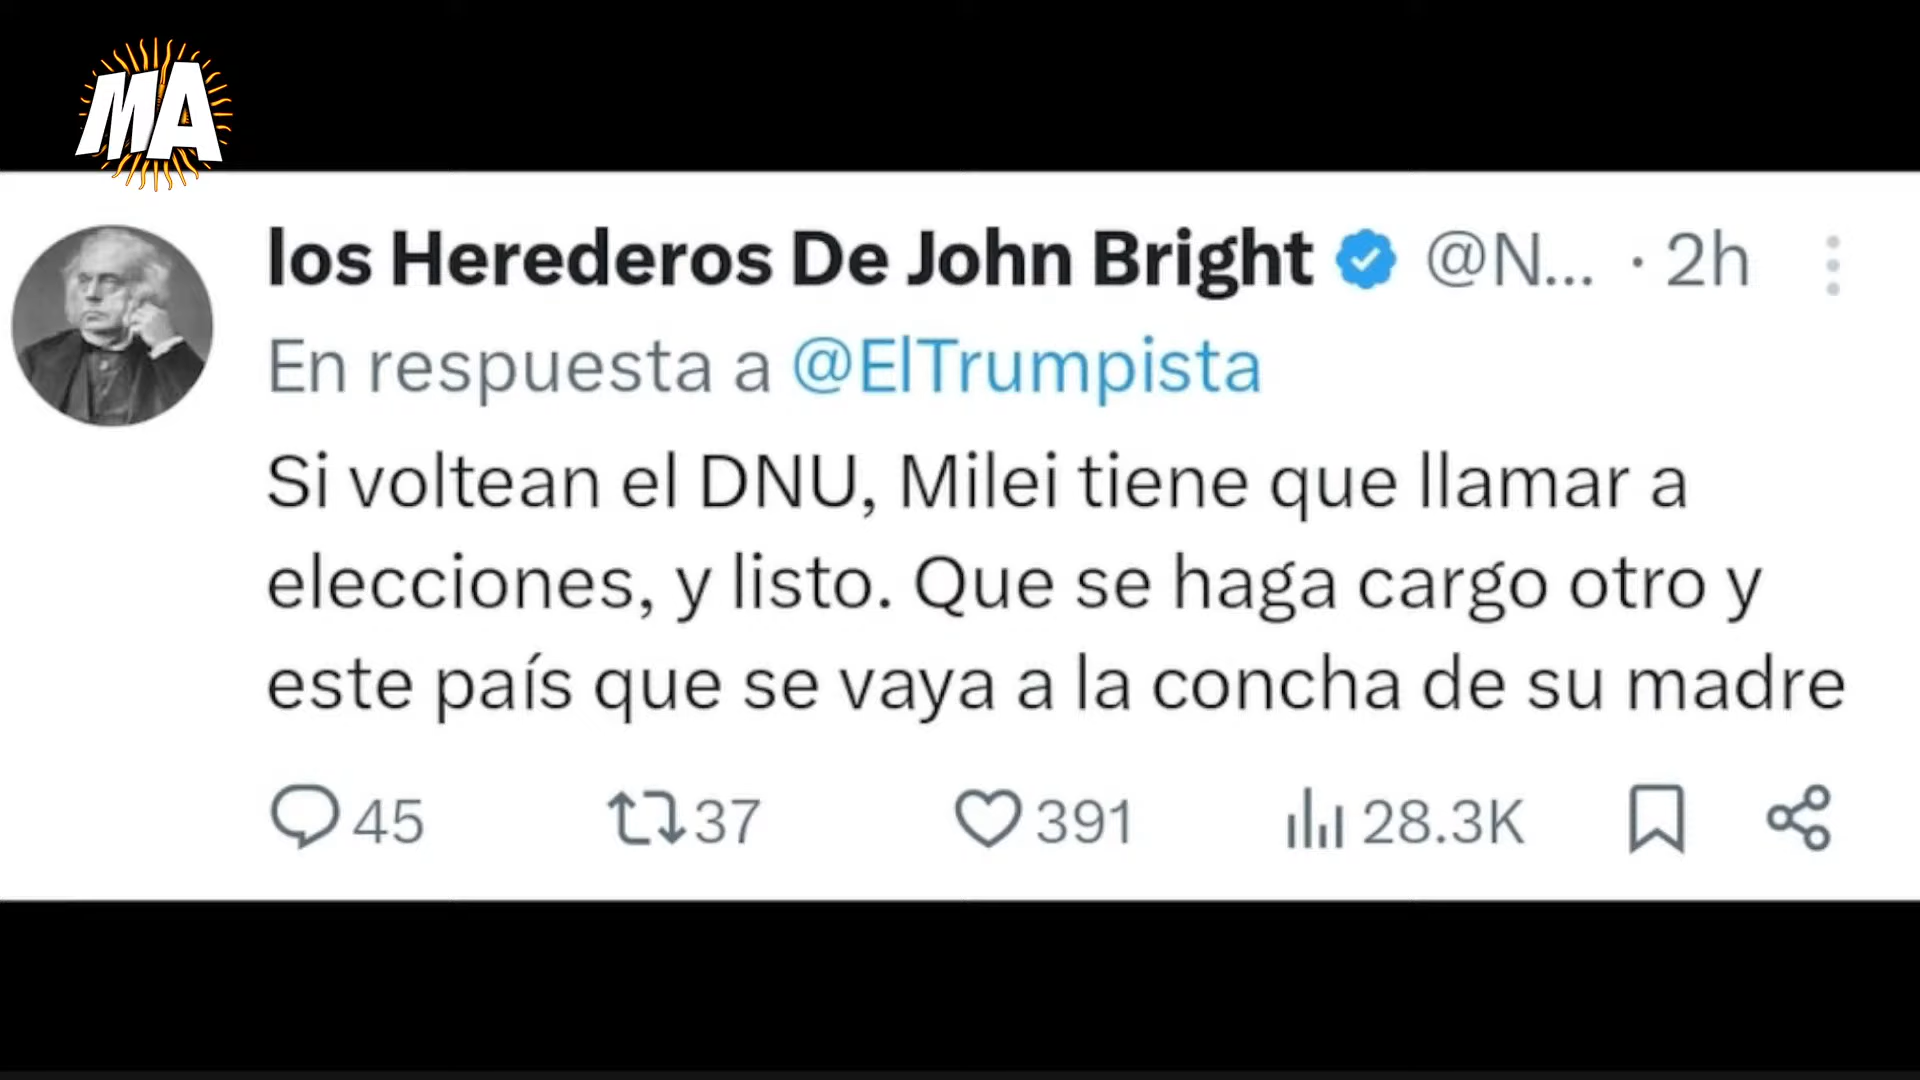 MA
los Herederos De John Bright @N... · 2h
En respuesta a @ElTrumpista
Si voltean el DNU, Milei tiene que llamar a
elecciones, y listo. Que se haga cargo otro y
este país que se vaya a la concha de su madre
45 37 391 28.3K